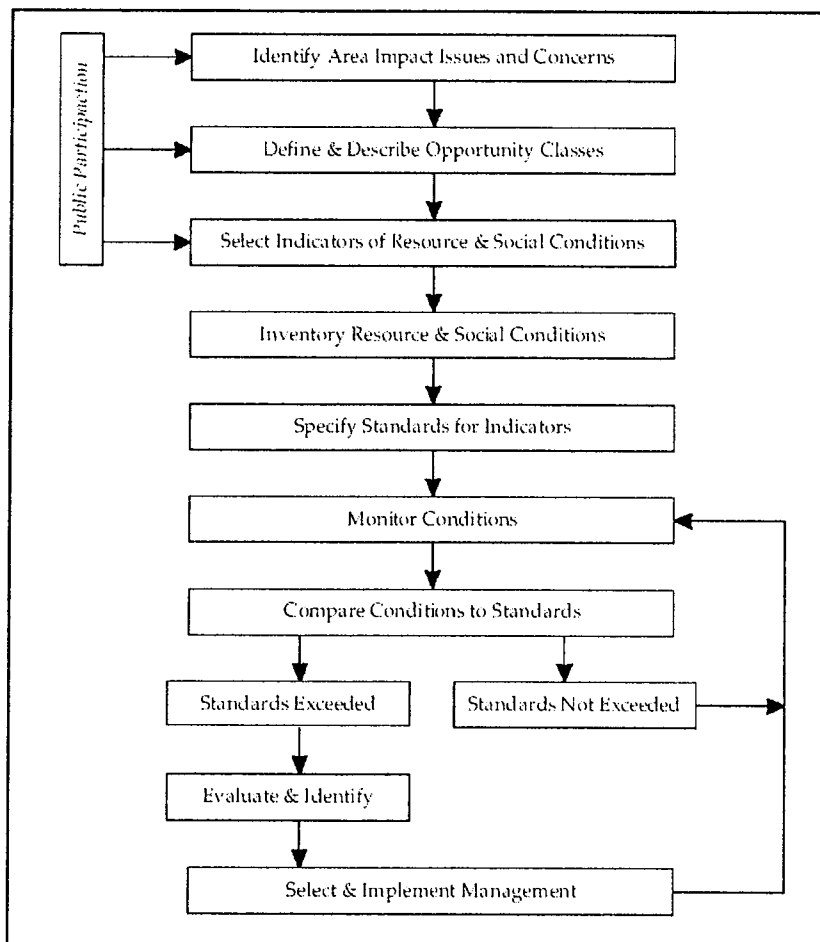 Public Participaction
Identify Area Impact Issues and Concerns
Define & Describe Opportunity Classes
Select Indicators of Resource & Social Conditions
Inventory Resource & Social Conditions
Specify Standards for Indicators
Monitor Conditions
Compare Conditions to Standards
Standards Exceeded
Standards Not Exceeded
Evaluate & Identify
Select & Implement Management